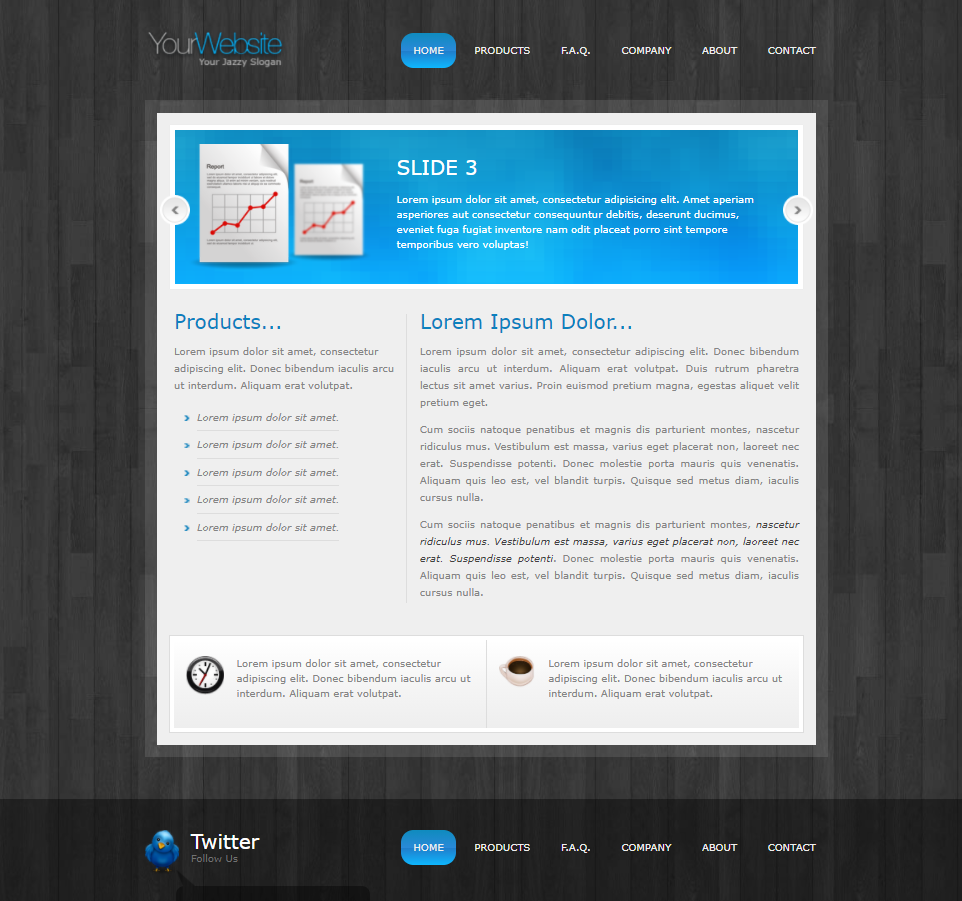 YourWebsite
Your Jazzy Slogan
HOME PRODUCTS F.A.Q. COMPANY ABOUT CONTACT
Report
Report
SLIDE 3
Lorem ipsum dolor sit amet, consectetur adipisicing elit. Amet aperiam
asperiores aut consectetur consequuntur debitis, deserunt ducimus,
eveniet fuga fugiat inventore nam odit placeat porro sint tempore
temporibus vero voluptas!
Products...
Lorem ipsum dolor sit amet, consectetur
adipiscing elit. Donec bibendum iaculis arcu
ut interdum. Aliquam erat volutpat.
Lorem ipsum dolor sit amet.
Lorem ipsum dolor sit amet.
Lorem ipsum dolor sit amet.
Lorem ipsum dolor sit amet.
Lorem ipsum dolor sit amet.
Lorem Ipsum Dolor...
Lorem ipsum dolor sit amet, consectetur adipiscing elit. Donec bibendum
iaculis arcu ut interdum. Aliquam erat volutpat. Duis rutrum pharetra
lectus sit amet varius. Proin euismod pretium magna, egestas aliquet velit
pretium eget.
Cum sociis natoque penatibus et magnis dis parturient montes, nascetur
ridiculus mus. Vestibulum est massa, varius eget placerat non, laoreet nec
erat. Suspendisse potenti. Donec molestie porta mauris quis venenatis.
Aliquam quis leo est, vel blandit turpis. Quisque sed metus diam, iaculis
cursus nulla.
Cum sociis natoque penatibus et magnis dis parturient montes, nascetur
ridiculus mus. Vestibulum est massa, varius eget placerat non, laoreet nec
erat. Suspendisse potenti. Donec molestie porta mauris quis venenatis.
Aliquam quis leo est, vel blandit turpis. Quisque sed metus diam, iaculis
cursus nulla.
Lorem ipsum dolor sit amet, consectetur
adipiscing elit. Donec bibendum iaculis arcu ut
interdum. Aliquam erat volutpat.
Lorem ipsum dolor sit amet, consectetur
adipiscing elit. Donec bibendum iaculis arcu ut
interdum. Aliquam erat volutpat.
Twitter
Follow Us
HOME PRODUCTS F.A.Q. COMPANY ABOUT CONTACT